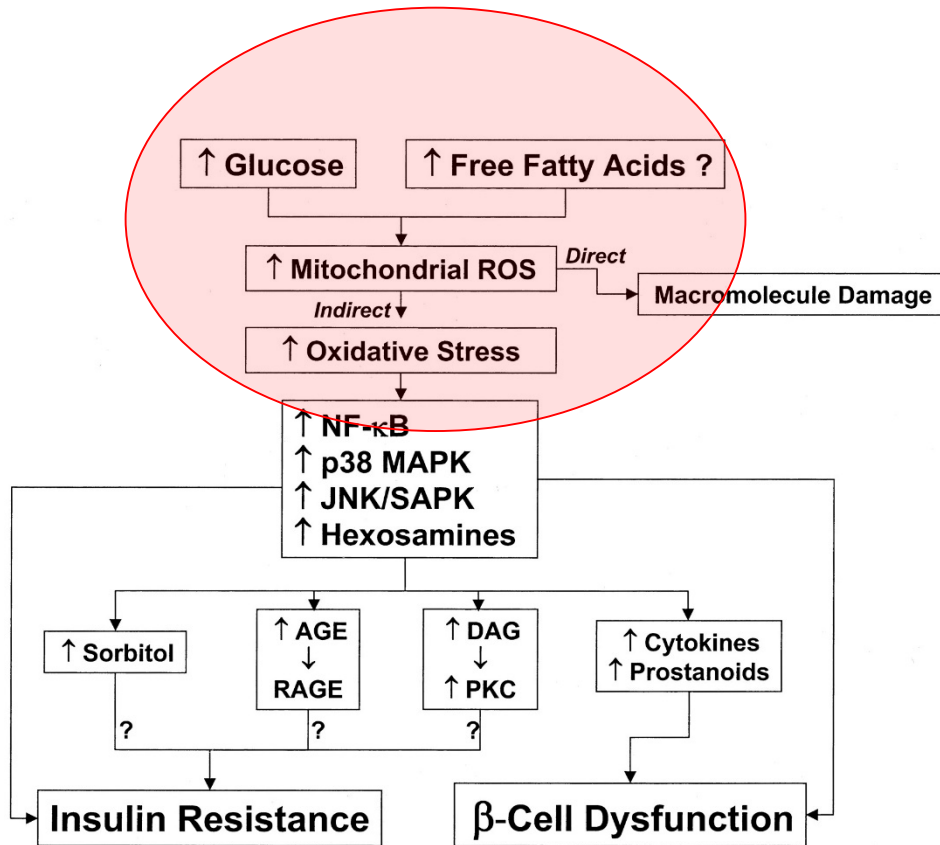 ↑ Glucose
↑ Free Fatty Acids ?
↑ Mitochondrial ROS
Direct
Macromolecule Damage
Indirect
↑ Oxidative Stress
↑ NF-κB
↑ p38 MAPK
↑ JNK/SAPK
↑ Hexosamines
↑ Sorbitol
↑ AGE
↓
RAGE
↑ DAG
↓
↑ PKC
↑ Cytokines
↑ Prostanoids
?
?
?
Insulin Resistance
β-Cell Dysfunction